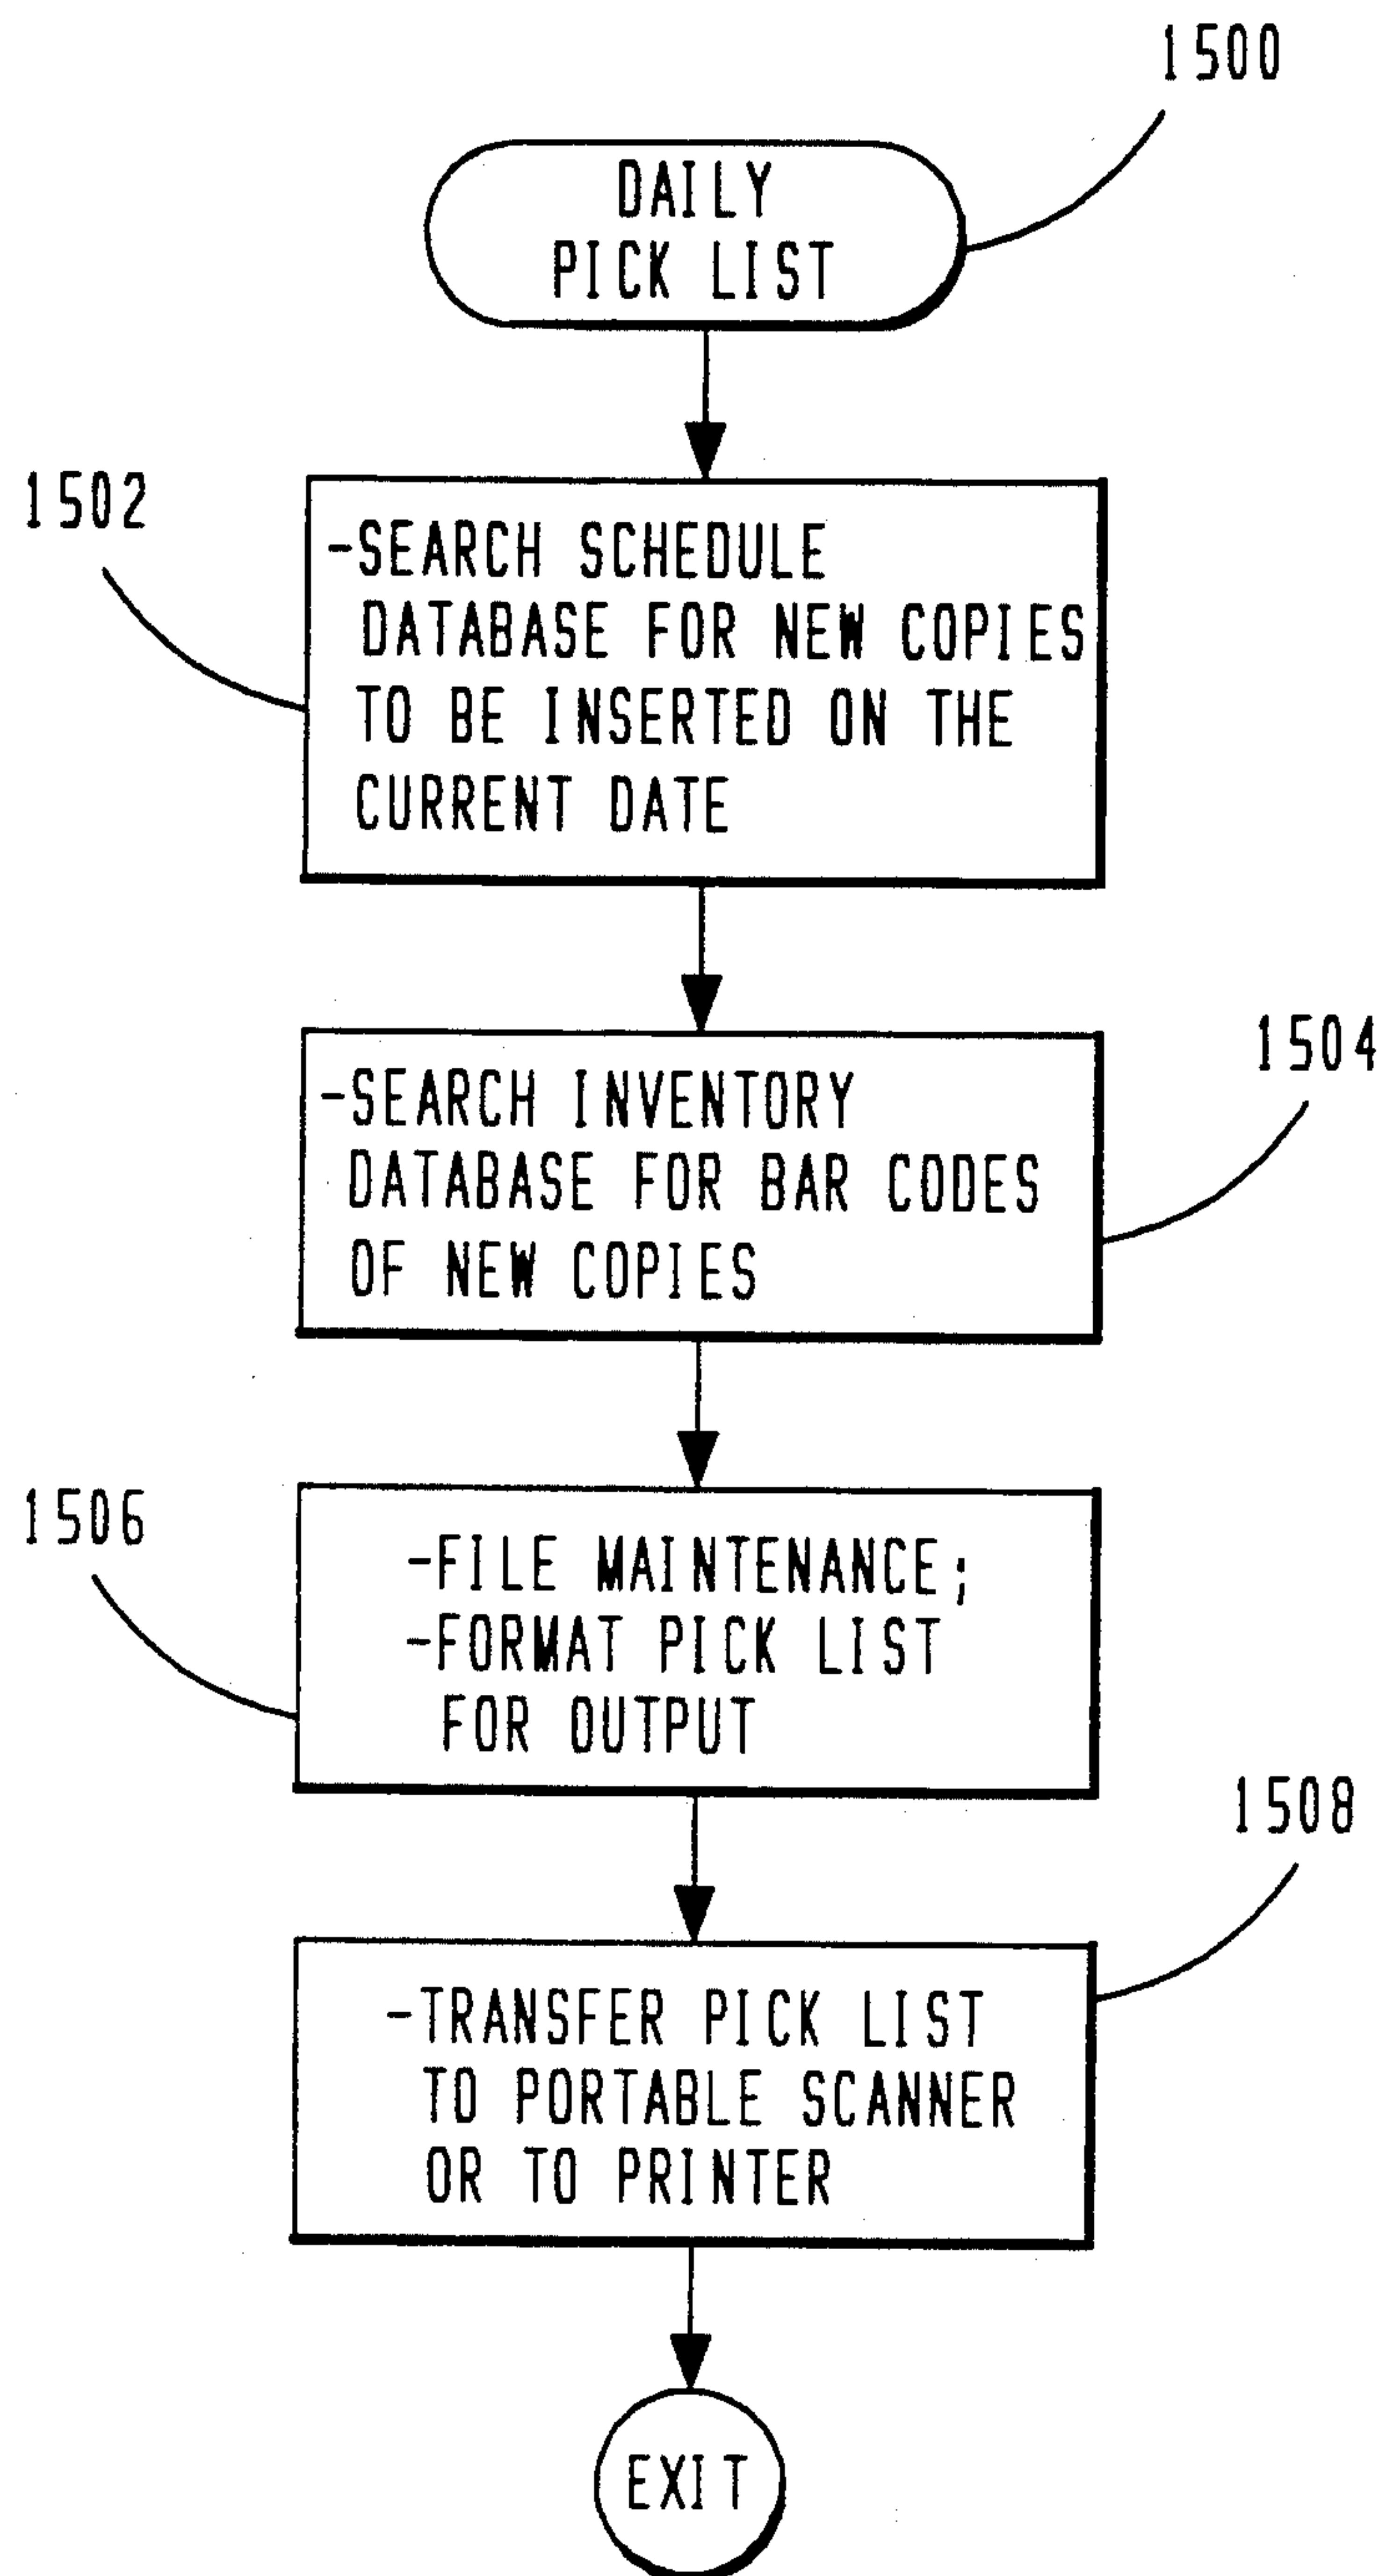 1500
DAILY
PICK LIST
1502
-SEARCH SCHEDULE
DATABASE FOR NEW COPIES
TO BE INSERTED ON THE
CURRENT DATE
1504
-SEARCH INVENTORY
DATABASE FOR BAR CODES
OF NEW COPIES
1506
-FILE MAINTENANCE;
-FORMAT PICK LIST
FOR OUTPUT
1508
-TRANSFER PICK LIST
TO PORTABLE SCANNER
OR TO PRINTER
EXIT